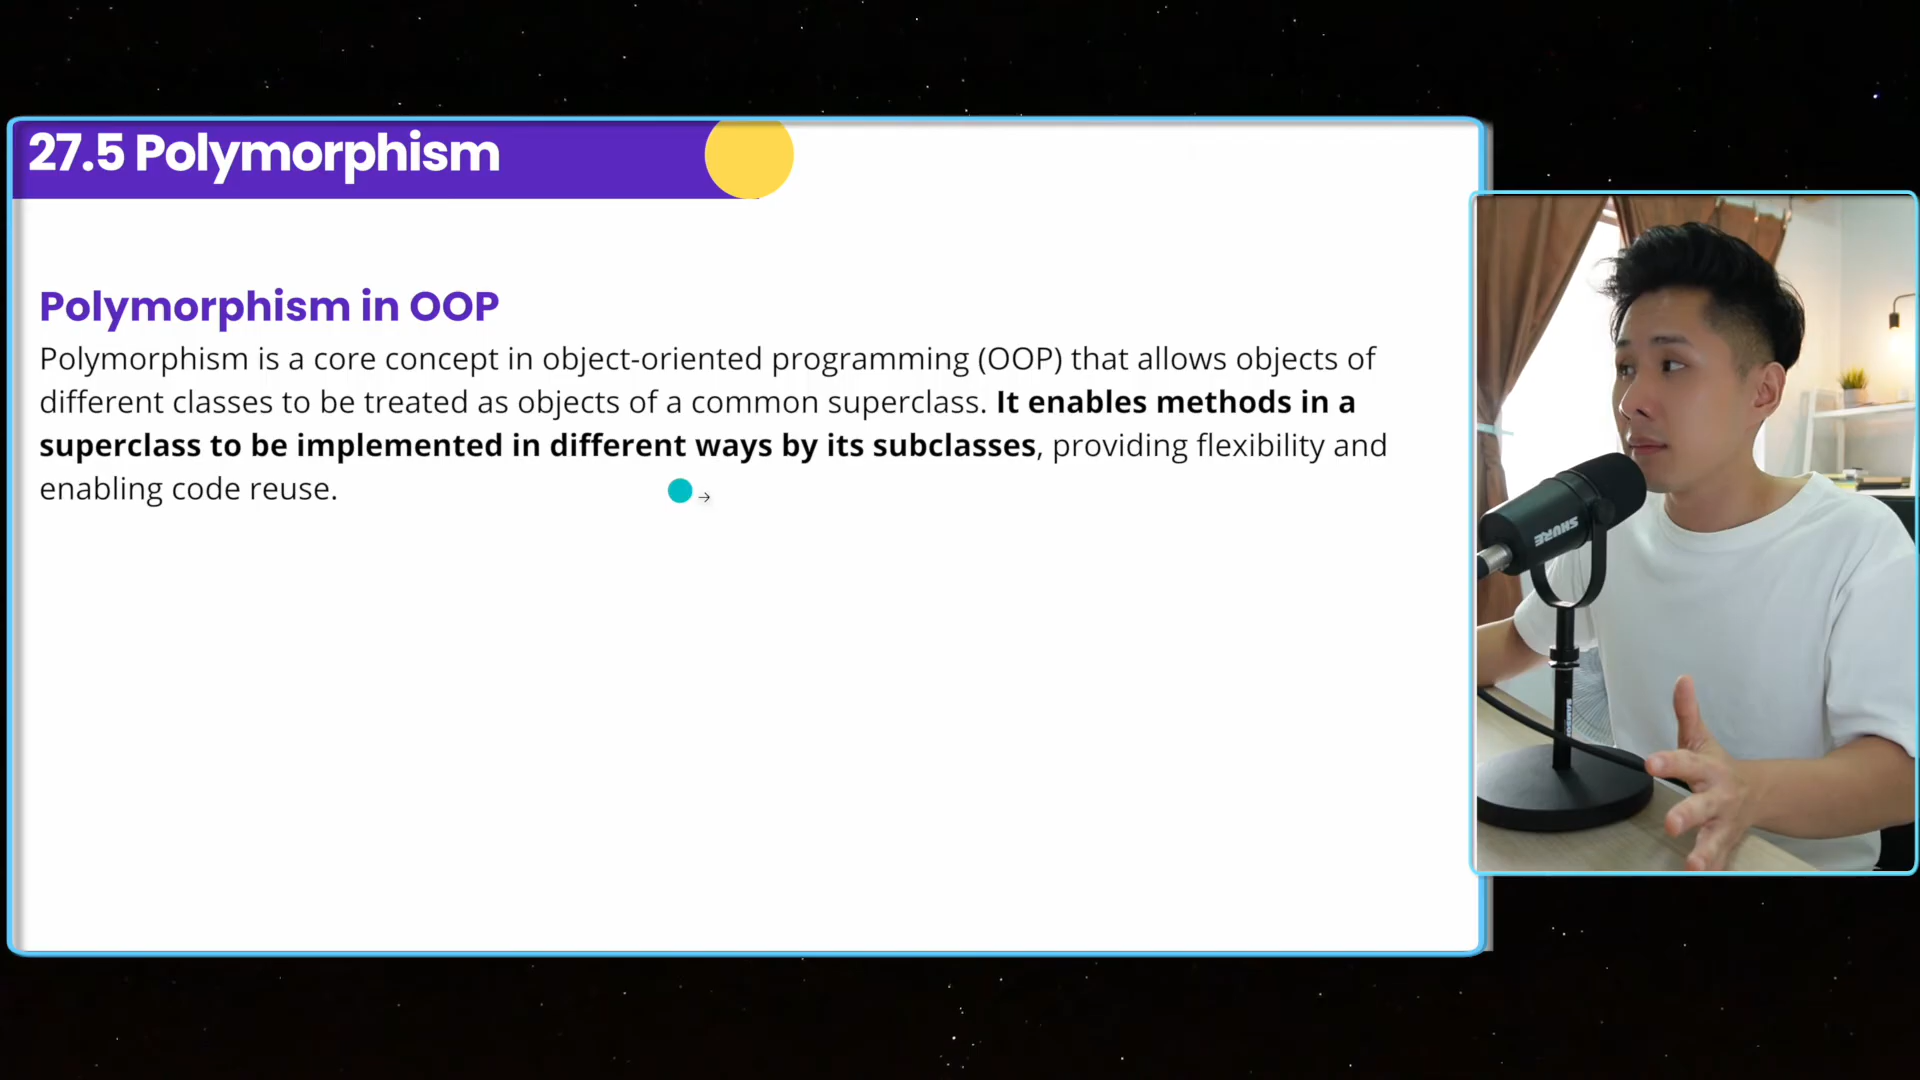 27.5 Polymorphism
Polymorphism in OOP
Polymorphism is a core concept in object-oriented programming (OOP) that allows objects of
different classes to be treated as objects of a common superclass. It enables methods in a
superclass to be implemented in different ways by its subclasses, providing flexibility and
enabling code reuse.
SHURE
SAMSON